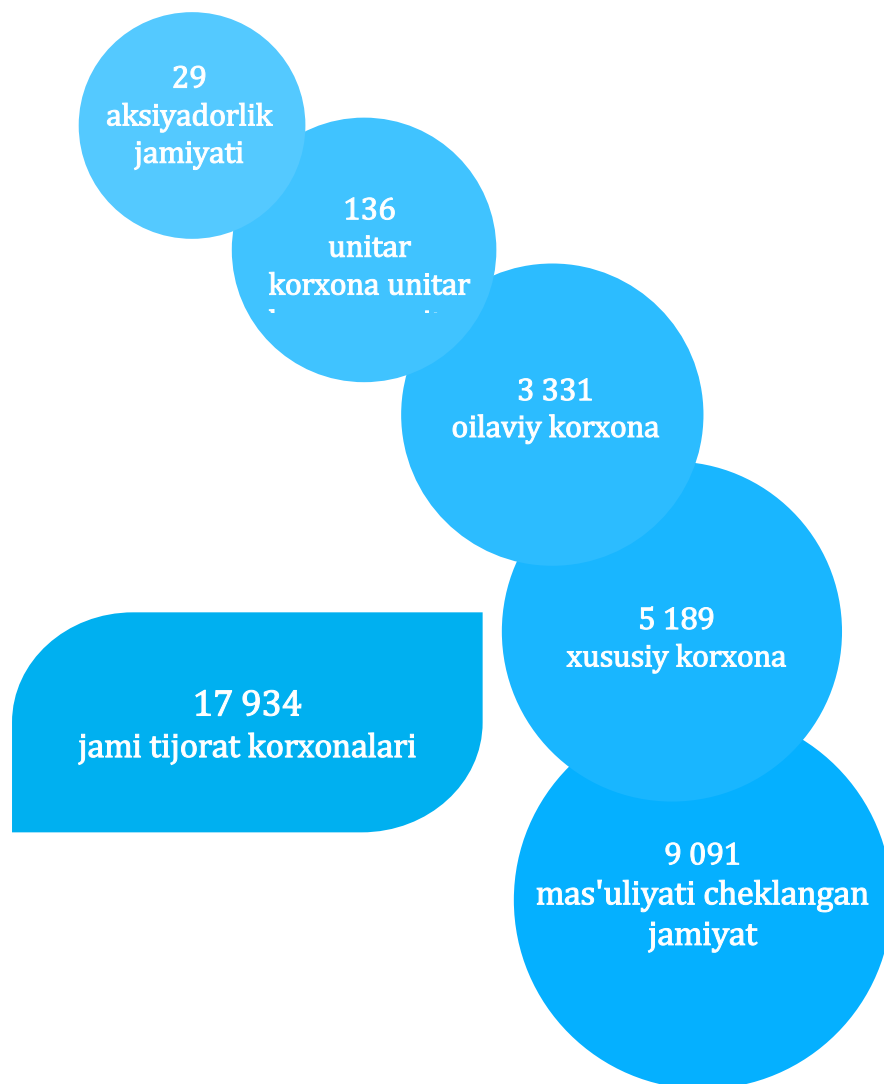 29
aksiyadorlik
jamiyati
136
unitar
korxona unitar
3 331
oilaviy korxona
5 189
xususiy korxona
17 934
jami tijorat korxonalari
9 091
mas'uliyati cheklangan
jamiyat